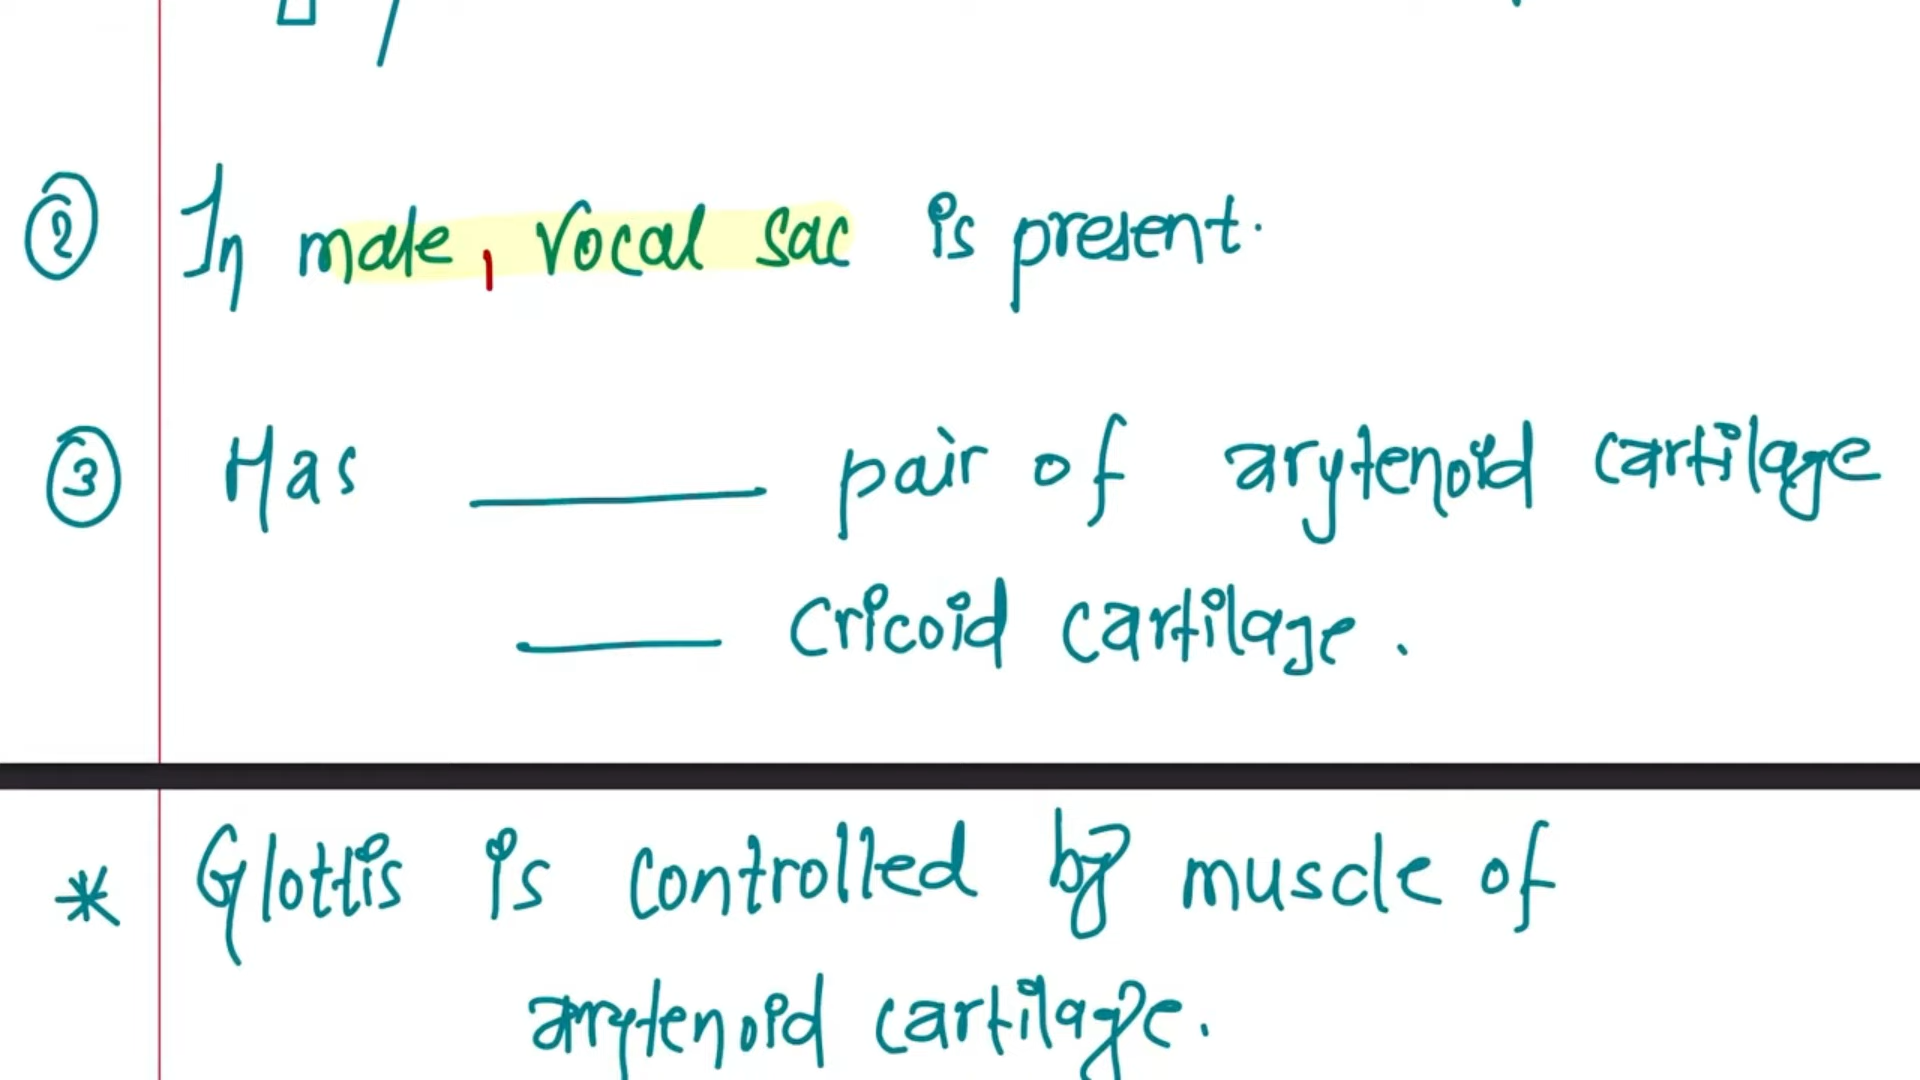 ② In male, vocal sac is present.
③ Has ______ pair of arytenoid cartilage
____ Cricoid cartilage.
* Glottis is controlled by muscle of
arytenoid cartilage.